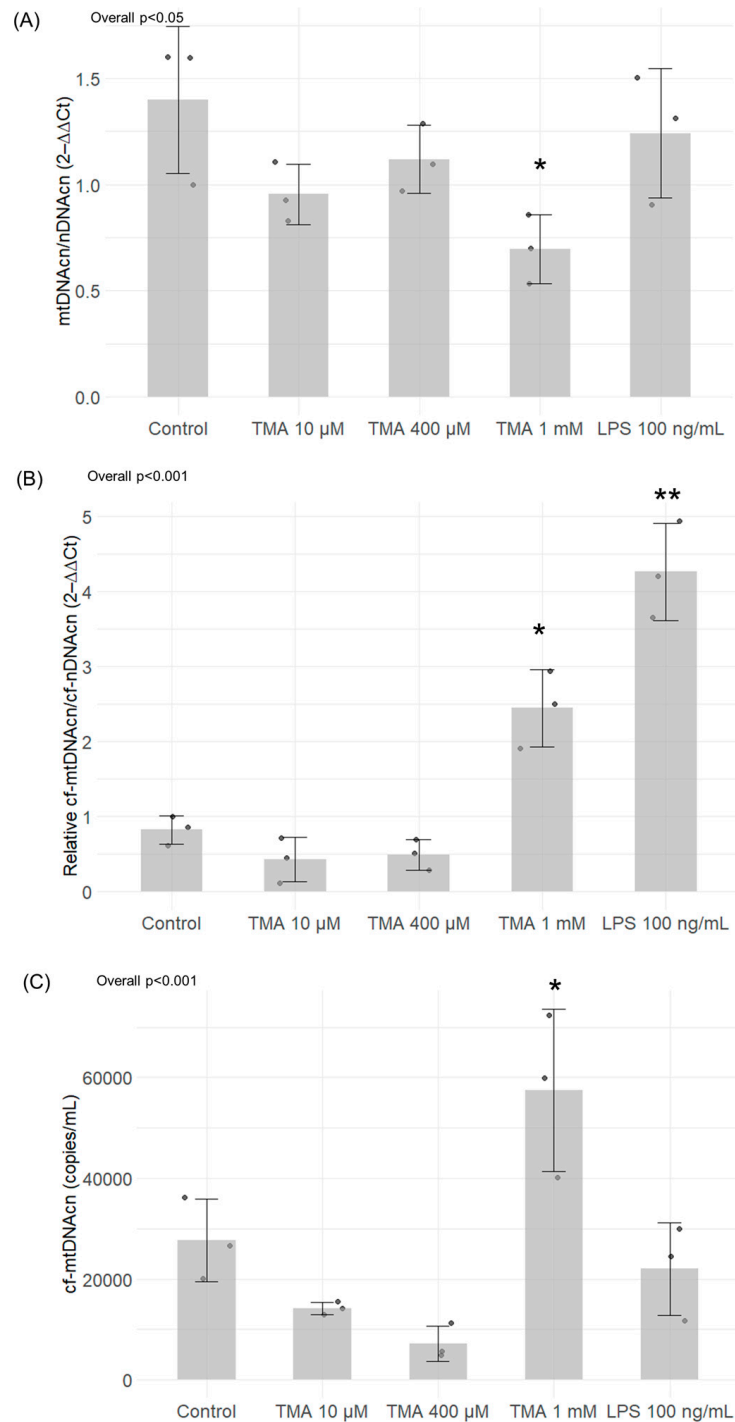 (A)
Overall p<0.05
mtDNAcn/nDNAcn (2−ΔΔCt)
1.5
1.0
0.5
0.0
*
Control TMA 10 µM TMA 400 µM TMA 1 mM LPS 100 ng/mL
(B)
Overall p<0.001
Relative cf-mtDNAcn/cf-nDNAcn (2−ΔΔCt)
5
4
3
2
1
0
*
**
Control TMA 10 µM TMA 400 µM TMA 1 mM LPS 100 ng/mL
(C)
Overall p<0.001
cf-mtDNAcn (copies/mL)
60000
40000
20000
0
*
Control TMA 10 µM TMA 400 µM TMA 1 mM LPS 100 ng/mL